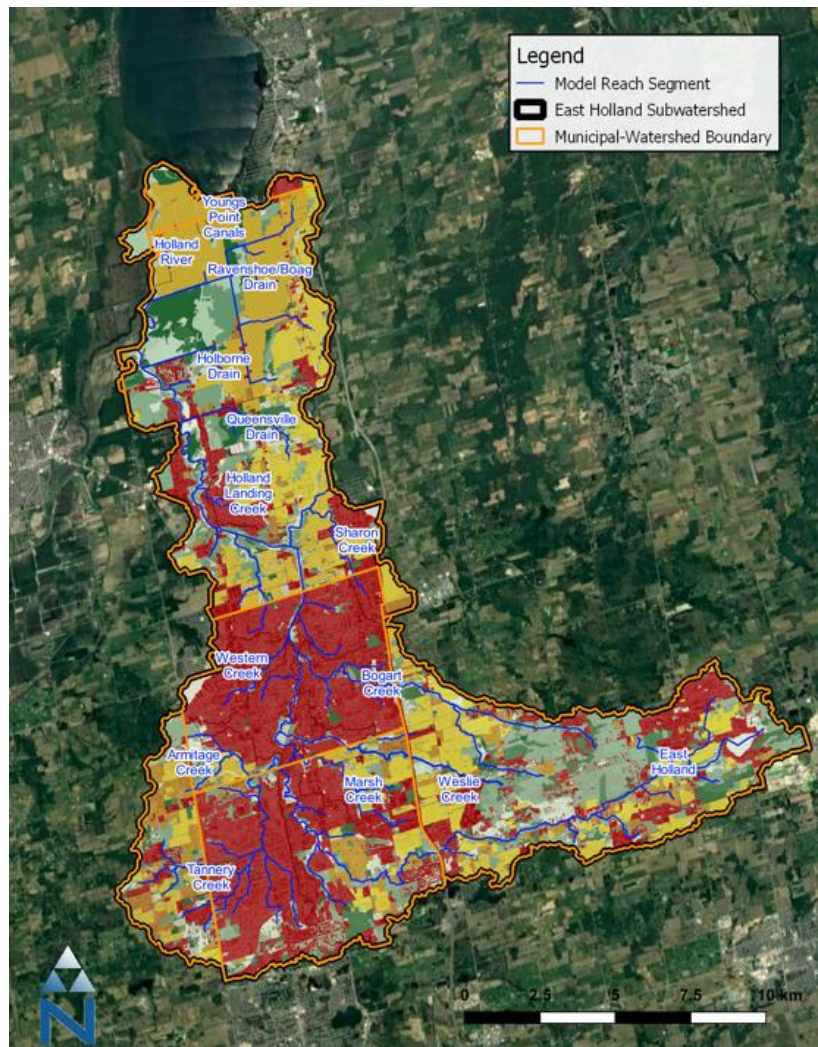 Legend
Model Reach Segment
East Holland Subwatershed
Municipal-Watershed Boundary
Youngs
Point
Canals
Holland
River
Ravenshoe/Boag
Drain
Holborne
Drain
Queensville
Drain
Holland
Landing
Creek
Sharon
Creek
Western
Creek
Bogart
Creek
Armitage
Creek
Marsh
Creek
Weslie
Creek
East
Holland
Tannery
Creek
N
0 2.5 5 7.5 10 km